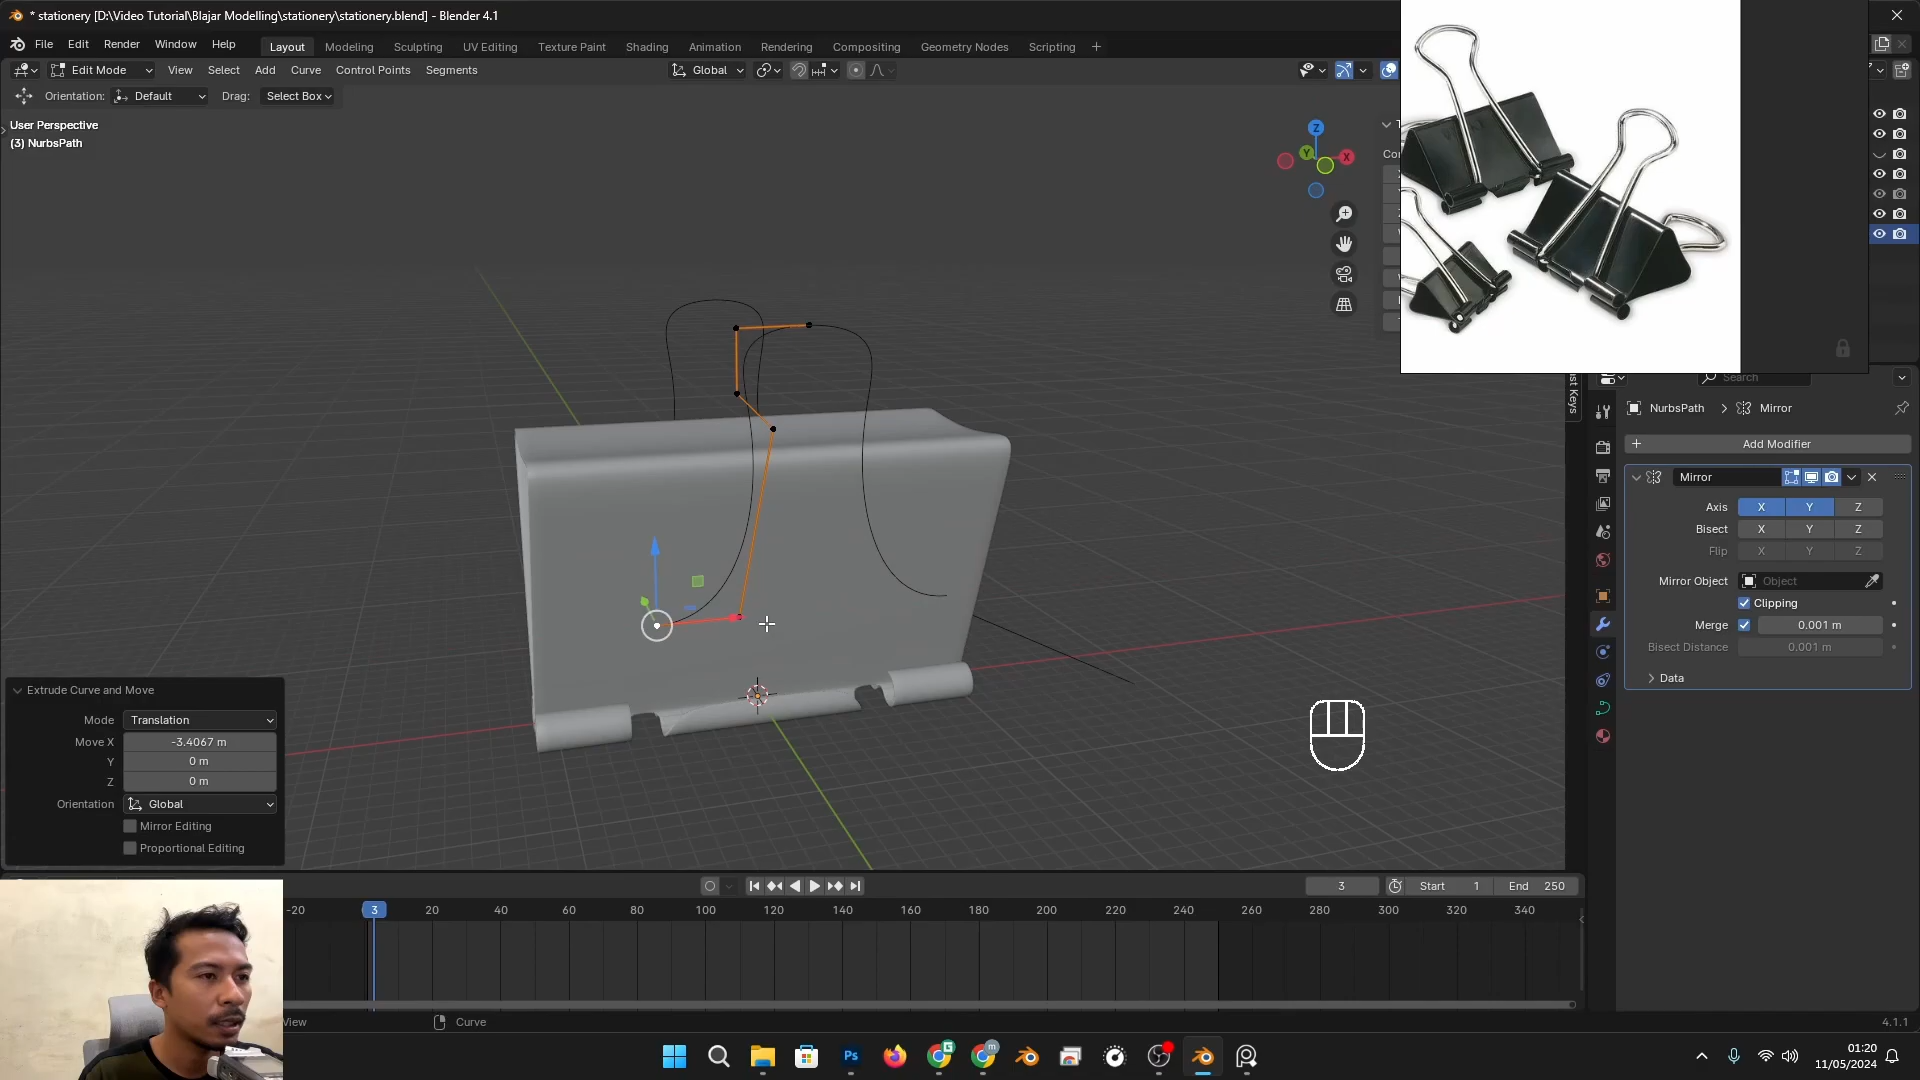 * stationery [D:\Video Tutorial\Blajar Modelling\stationery\stationery.blend] - Blender 4.1
File Edit Render Window Help Layout Modeling Sculpting UV Editing Texture Paint Shading Animation Rendering Compositing Geometry Nodes Scripting +
Edit Mode View Select Add Curve Control Points Segments Global
Orientation: Default Drag: Select Box
User Perspective
(3) NurbsPath
Z
Y
X
Search
NurbsPath > Mirror
Add Modifier
Mirror
Axis X Y Z
Bisect X Y Z
Flip X Y Z
Mirror Object Object
Clipping
Merge 0.001 m
Bisect Distance 0.001 m
Data
Extrude Curve and Move
Mode Translation
Move X -3.4067 m
Y 0 m
Z 0 m
Orientation Global
Mirror Editing
Proportional Editing
3 Start 1 End 250
-20 3 20 40 60 80 100 120 140 160 180 200 220 240 260 280 300 320 340
View Curve 4.1.1
Ps
01:20
11/05/2024